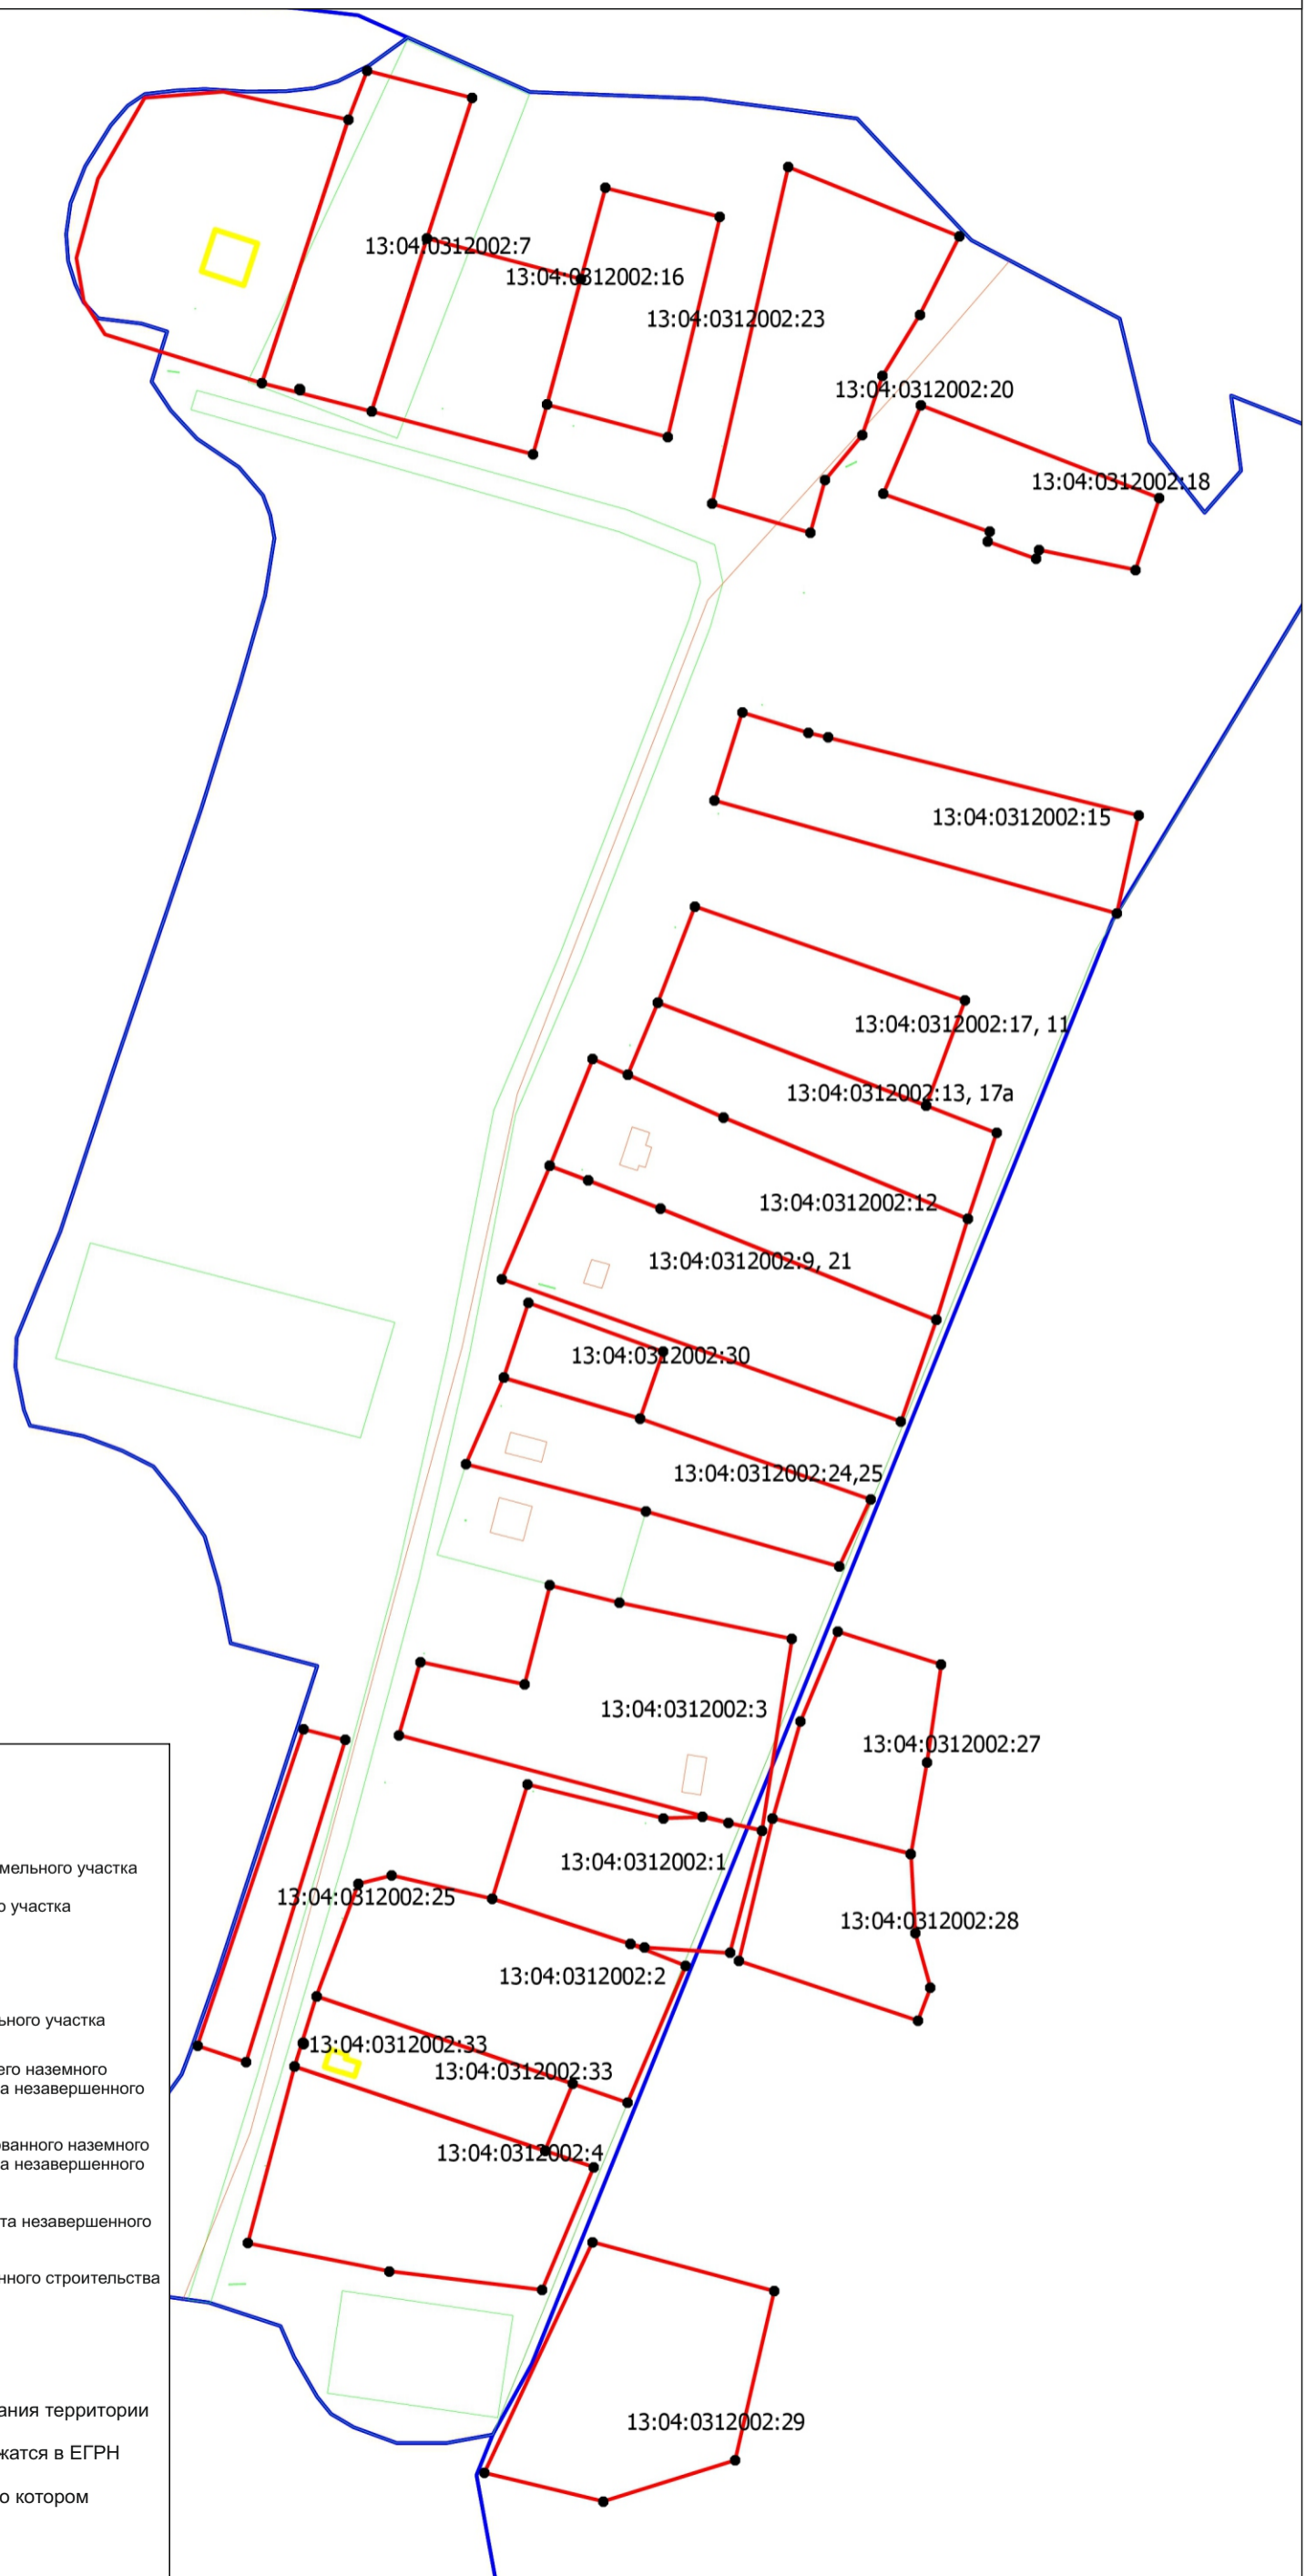 13:04:0312002:7
13:04:0312002:16
13:04:0312002:23
13:04:0312002:20
13:04:0312002:18
13:04:0312002:15
13:04:0312002:17, 11
13:04:0312002:13, 17а
13:04:0312002:12
13:04:0312002:9, 21
13:04:0312002:30
13:04:0312002:24,25
13:04:0312002:3
13:04:0312002:27
13:04:0312002:1
13:04:0312002:25
13:04:0312002:28
13:04:0312002:2
13:04:0312002:33
13:04:0312002:33
13:04:0312002:4
13:04:0312002:29
мельного участка
о участка
ьного участка
его наземного
а незавершенного
ованного наземного
а незавершенного
та незавершенного
нного строительства
ания территории
жатся в ЕГРН
о котором